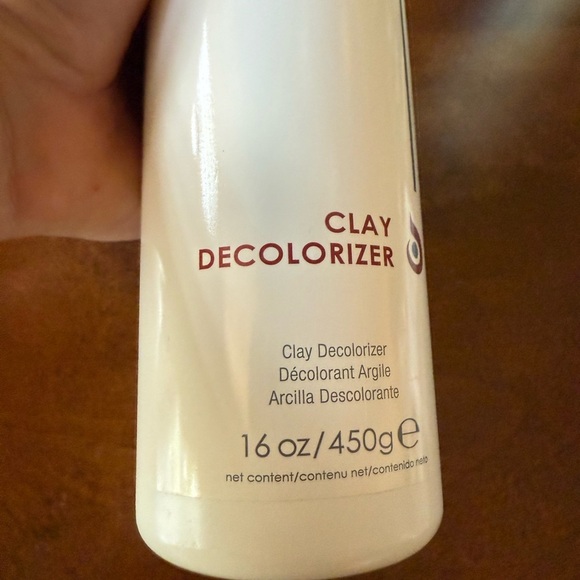 CLAY
DECOLORIZER
Clay Decolorizer
Décolorant Argile
Arcilla Descolorante
16 oz/450g℮
net content/contenu net/contenido neto